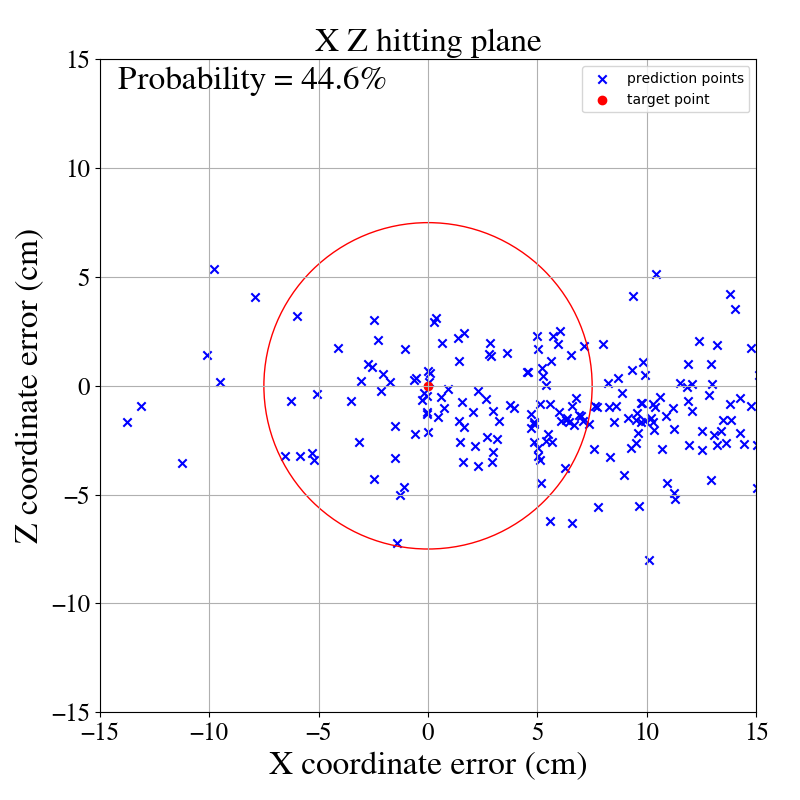 X Z hitting plane
Probability = 44.6%
prediction points
target point
15
10
5
0
−5
−10
−15
Z coordinate error (cm)
−15 −10 −5 0 5 10 15
X coordinate error (cm)